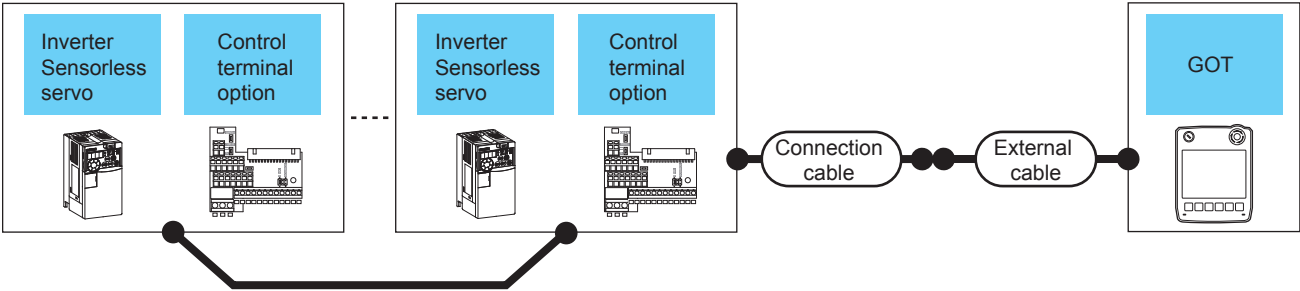 Inverter
Sensorless
servo
Control
terminal
option
Inverter
Sensorless
servo
Control
terminal
option
Connection
cable
External
cable
GOT